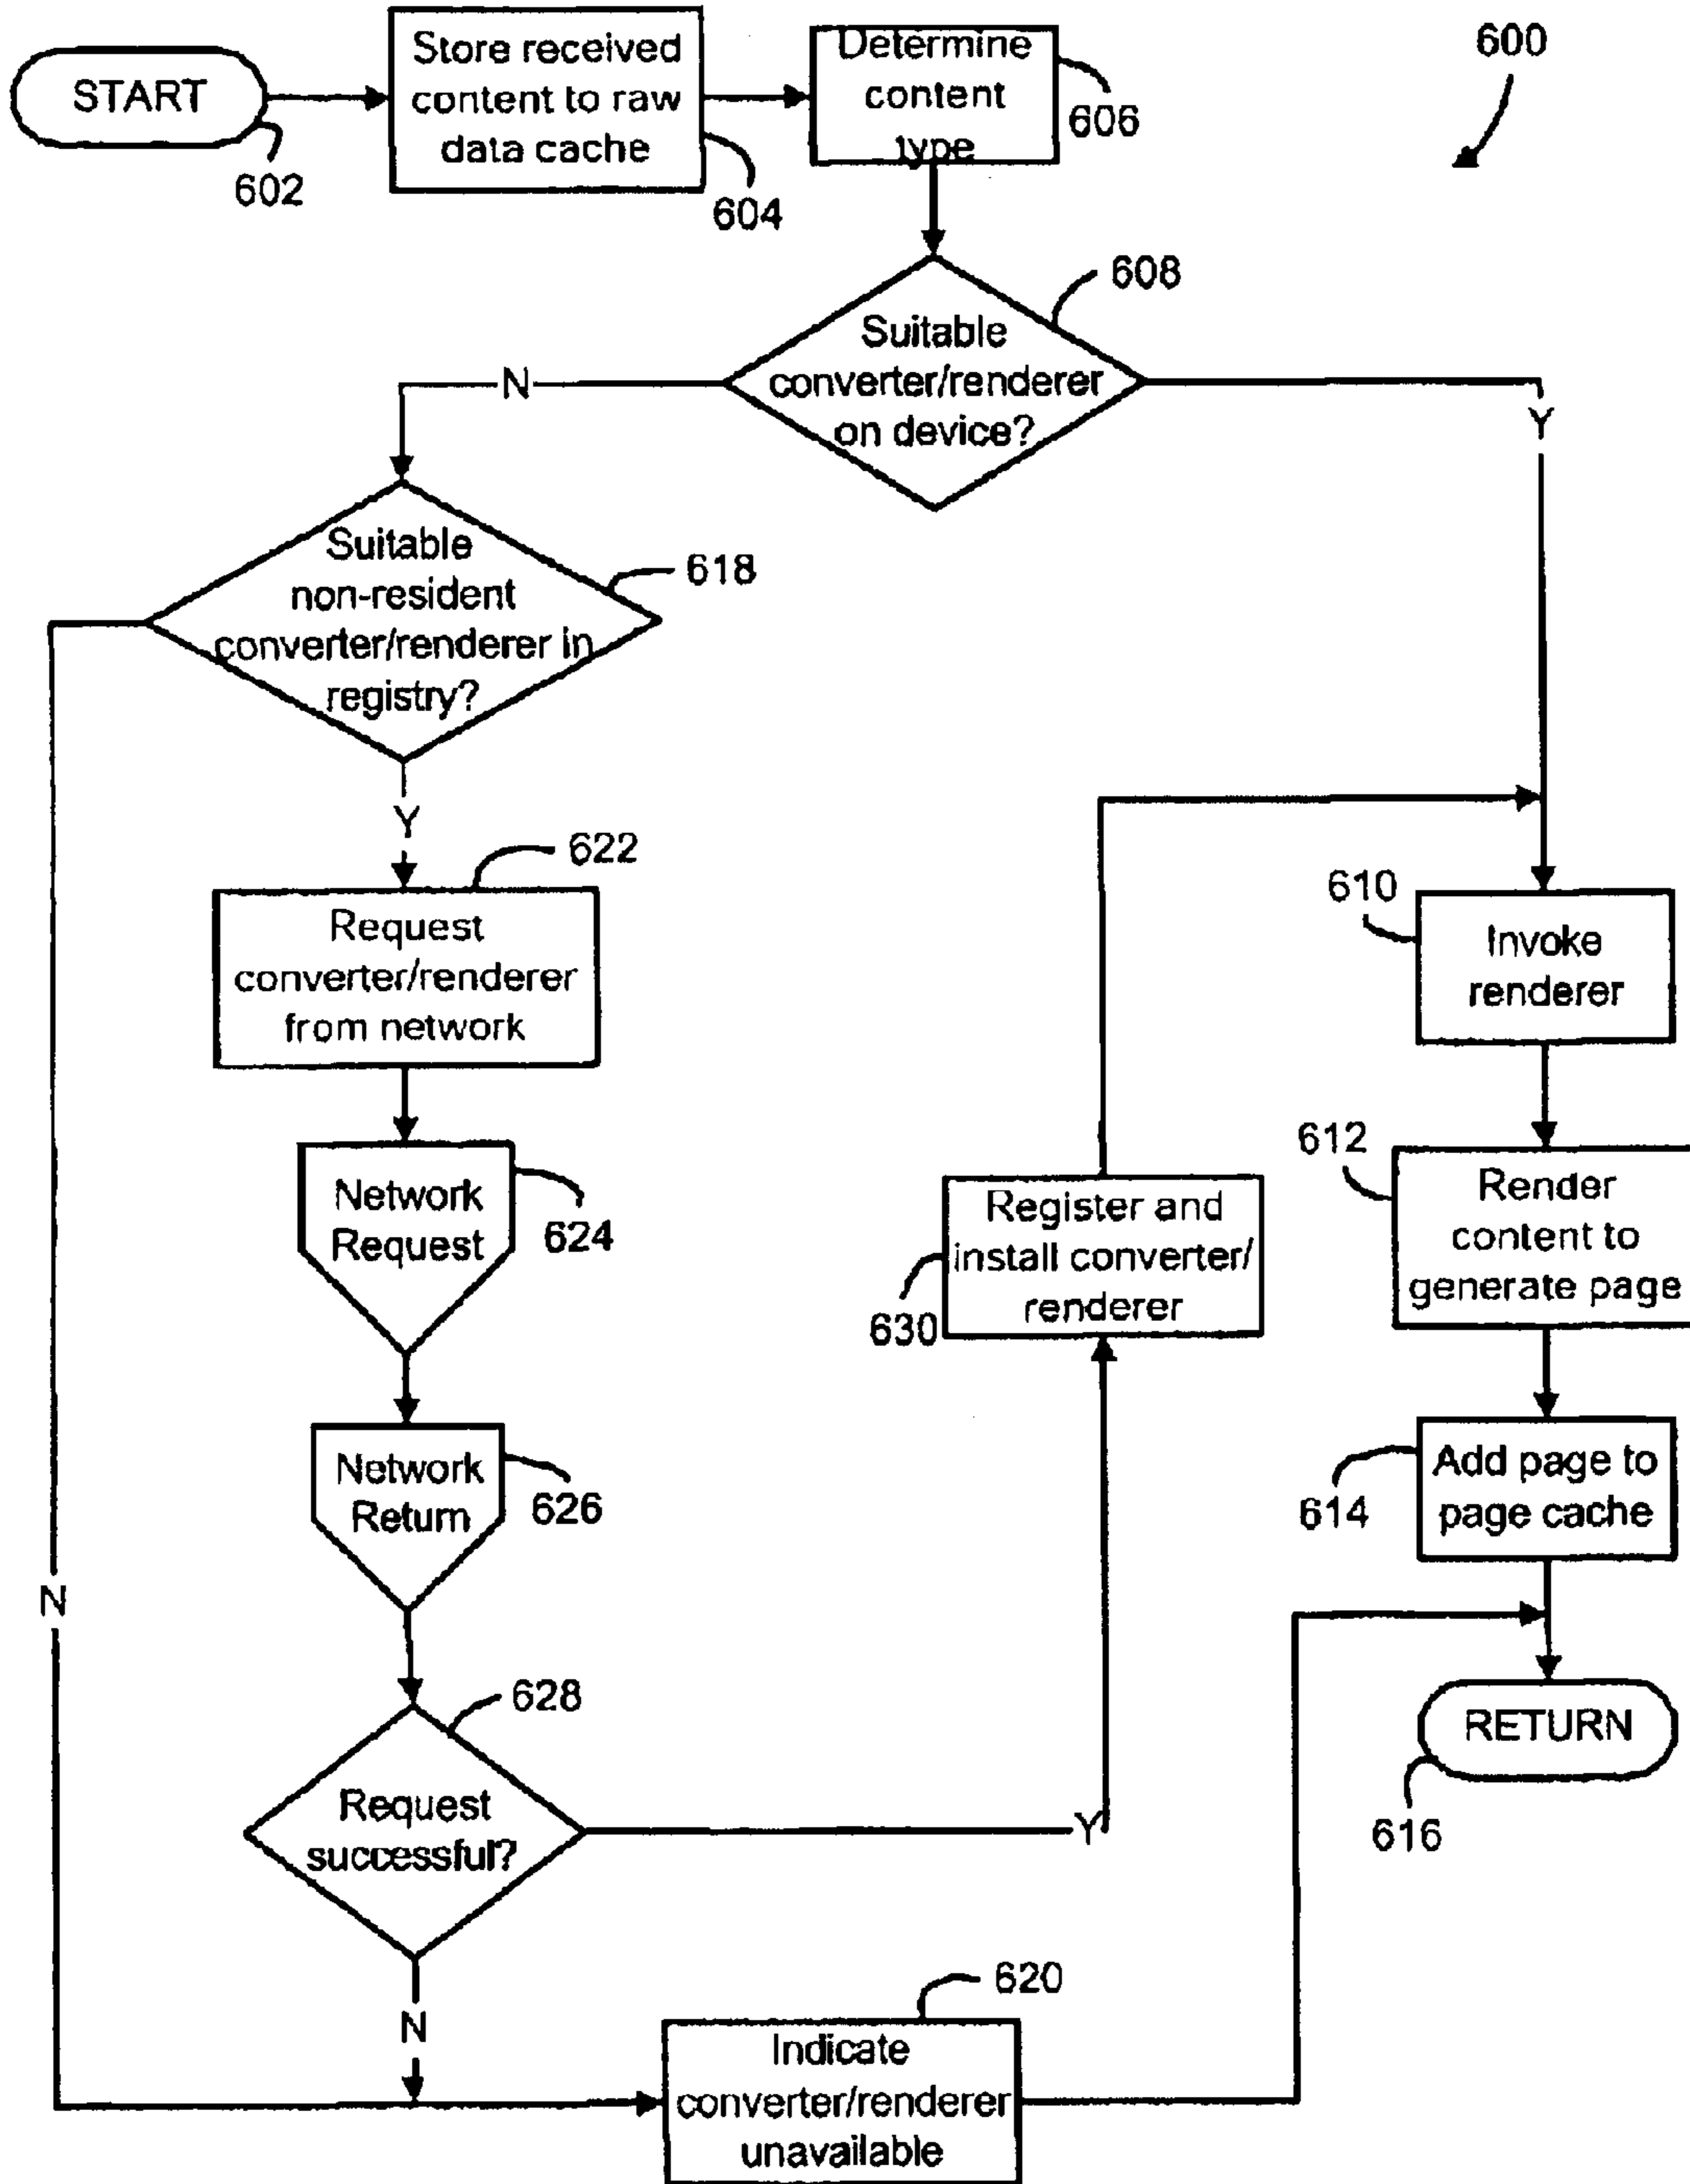 START
602
Store received
content to raw
data cache
604
Determine
content
type
606
600
608
Suitable
converter/renderer
on device?
N
Y
Suitable
non-resident
converter/renderer in
registry?
618
Y
N
622
Request
converter/renderer
from network
Network
Request
624
Network
Return
626
628
Request
successful?
Y
N
620
Indicate
converter/renderer
unavailable
Register and
install converter/
renderer
630
610
Invoke
renderer
612
Render
content to
generate page
614
Add page to
page cache
RETURN
616